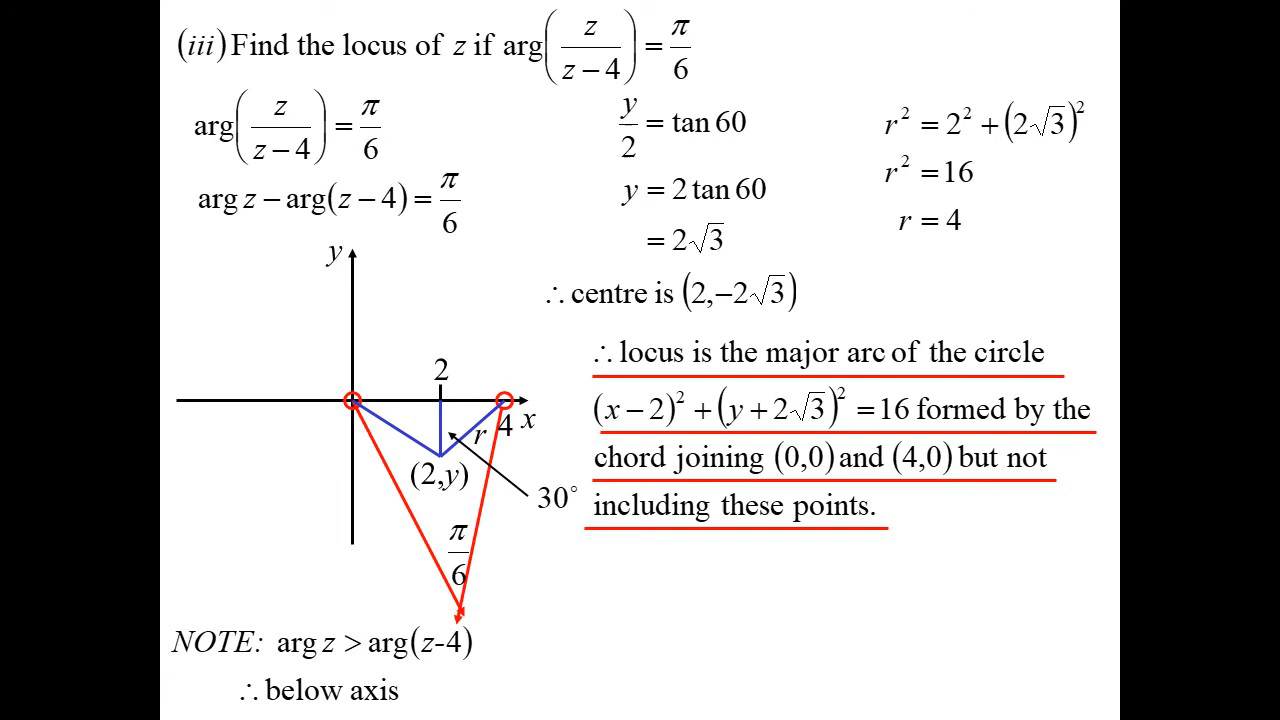 (iii) Find the locus of z if arg(z/(z − 4)) = π/6
arg(z/(z − 4)) = π/6
arg z − arg(z − 4) = π/6
y/2 = tan 60
y = 2 tan 60
= 2√3
r² = 2² + (2√3)²
r² = 16
r = 4
∴ centre is (2, −2√3)
y
2
4
x
r
(2, y)
30°
π/6
∴ locus is the major arc of the circle
(x − 2)² + (y + 2√3)² = 16 formed by the
chord joining (0,0) and (4,0) but not
including these points.
NOTE: arg z > arg(z-4)
∴ below axis